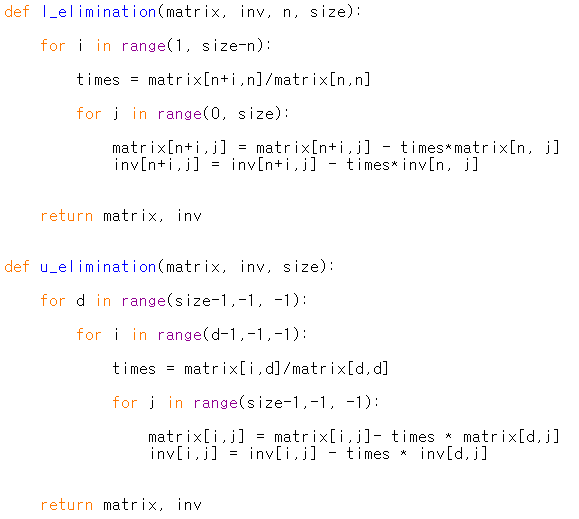 def l_elimination(matrix, inv, n, size):
    for i in range(1, size-n):
        times = matrix[n+i,n]/matrix[n,n]
        for j in range(0, size):
            matrix[n+i,j] = matrix[n+i,j] - times*matrix[n, j]
            inv[n+i,j] = inv[n+i,j] - times*inv[n, j]
    return matrix, inv
def u_elimination(matrix, inv, size):
    for d in range(size-1,-1, -1):
        for i in range(d-1,-1,-1):
            times = matrix[i,d]/matrix[d,d]
            for j in range(size-1,-1, -1):
                matrix[i,j] = matrix[i,j]- times * matrix[d,j]
                inv[i,j] = inv[i,j] - times * inv[d,j]
    return matrix, inv